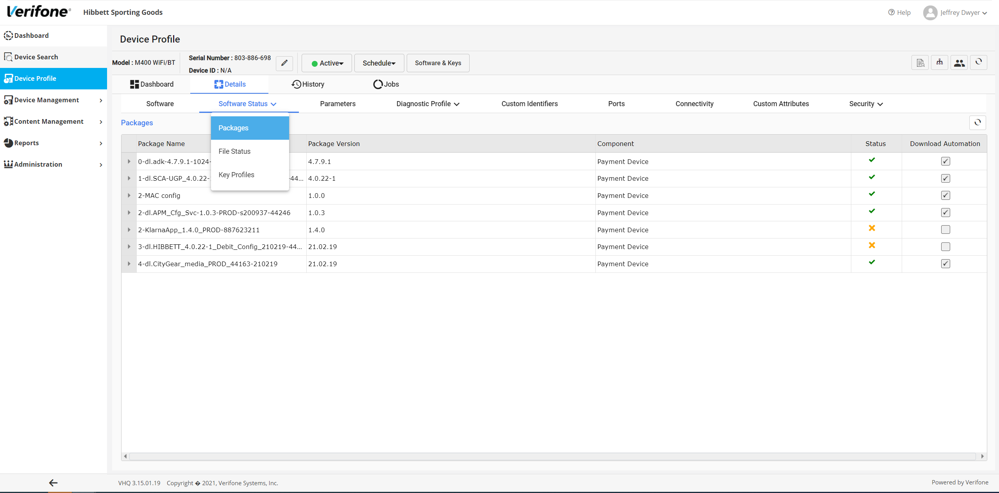 Verifone
Hibbett Sporting Goods
Help
Jeffrey Dwyer
Dashboard
Device Search
Device Profile
Device Management
Content Management
Reports
Administration
Device Profile
Model : M400 WiFi/BT
Serial Number : 803-886-698
Device ID : N/A
Active
Schedule
Software & Keys
Dashboard
Details
History
Jobs
Software
Software Status
Parameters
Diagnostic Profile
Custom Identifiers
Ports
Connectivity
Custom Attributes
Security
Packages
Packages
File Status
Key Profiles
Package Name Package Version Component Status Download Automation
0-dl.adk-4.7.9.1-1024- 4.7.9.1 Payment Device
1-dl.SCA-UGP_4.0.22- -44... 4.0.22-1 Payment Device
2-MAC config 1.0.0 Payment Device
2-dl.APM_Cfg_Svc-1.0.3-PROD-s200937-44246 1.0.3 Payment Device
2-KlarnaApp_1.4.0_PROD-887623211 1.4.0 Payment Device
3-dl.HIBBETT_4.0.22-1_Debit_Config_210219-44... 21.02.19 Payment Device
4-dl.CityGear_media_PROD_44163-210219 21.02.19 Payment Device
VHQ 3.15.01.19 Copyright � 2021, Verifone Systems, Inc.
Powered by Verifone